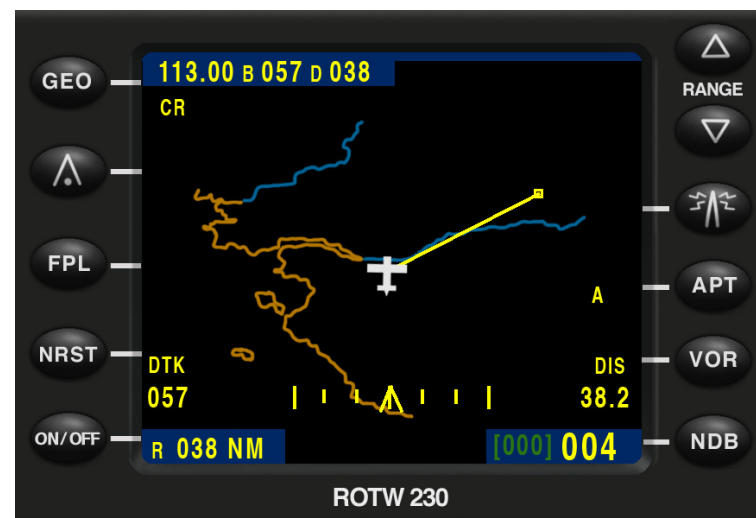 113.00 B 057 D 038
CR
GEO
RANGE
FPL
APT
A
NRST
DTK
DIS
VOR
057
38.2
ON/OFF
R 038 NM
[000] 004
NDB
ROTW 230